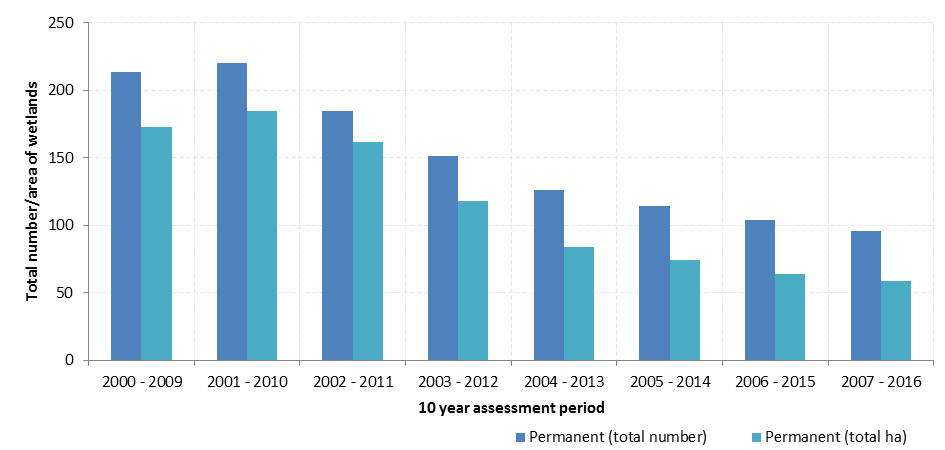 250
200
150
100
50
0
Total number/area of wetlands
2000 - 2009 2001 - 2010 2002 - 2011 2003 - 2012 2004 - 2013 2005 - 2014 2006 - 2015 2007 - 2016
10 year assessment period
Permanent (total number) Permanent (total ha)